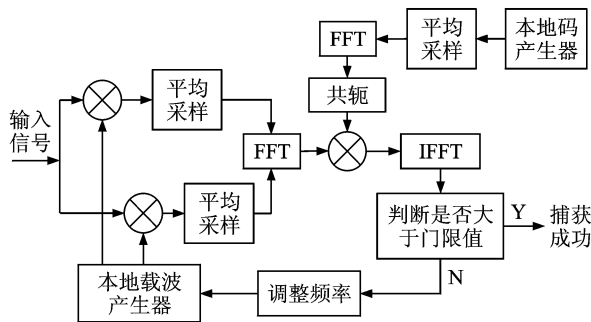 FFT
平均
采样
本地码
产生器
平均
采样
共轭
输入
信号
FFT
IFFT
平均
采样
判断是否大
于门限值
Y
捕获
成功
本地载波
产生器
调整频率
N